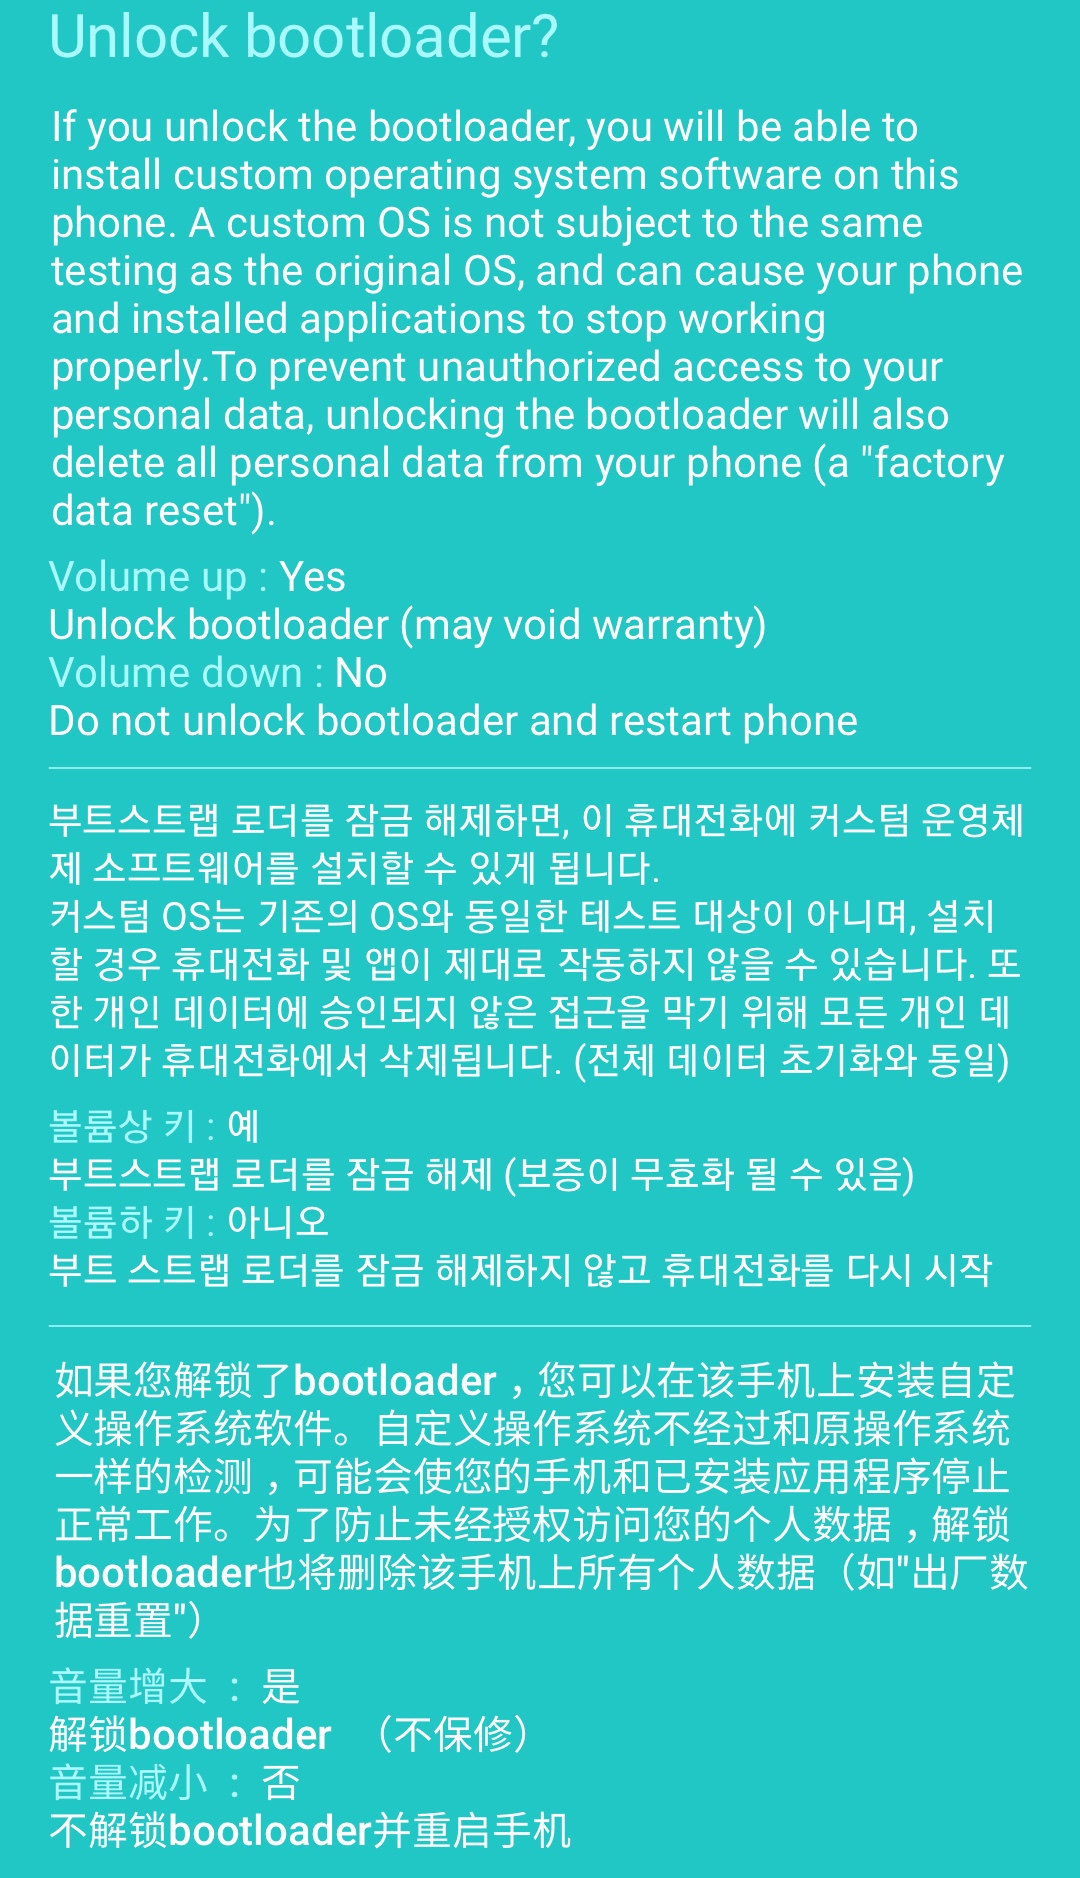 Unlock bootloader?
If you unlock the bootloader, you will be able to
install custom operating system software on this
phone. A custom OS is not subject to the same
testing as the original OS, and can cause your phone
and installed applications to stop working
properly.To prevent unauthorized access to your
personal data, unlocking the bootloader will also
delete all personal data from your phone (a "factory
data reset").
Volume up : Yes
Unlock bootloader (may void warranty)
Volume down : No
Do not unlock bootloader and restart phone
부트스트랩 로더를 잠금 해제하면, 이 휴대전화에 커스텀 운영체
제 소프트웨어를 설치할 수 있게 됩니다.
커스텀 OS는 기존의 OS와 동일한 테스트 대상이 아니며, 설치
할 경우 휴대전화 및 앱이 제대로 작동하지 않을 수 있습니다. 또
한 개인 데이터에 승인되지 않은 접근을 막기 위해 모든 개인 데
이터가 휴대전화에서 삭제됩니다. (전체 데이터 초기화와 동일)
볼륨상 키 : 예
부트스트랩 로더를 잠금 해제 (보증이 무효화 될 수 있음)
볼륨하 키 : 아니오
부트 스트랩 로더를 잠금 해제하지 않고 휴대전화를 다시 시작
如果您解锁了bootloader，您可以在该手机上安装自定
义操作系统软件。自定义操作系统不经过和原操作系统
一样的检测，可能会使您的手机和已安装应用程序停止
正常工作。为了防止未经授权访问您的个人数据，解锁
bootloader也将删除该手机上所有个人数据（如"出厂数
据重置"）
音量增大 ：是
解锁bootloader （不保修）
音量减小 ：否
不解锁bootloader并重启手机